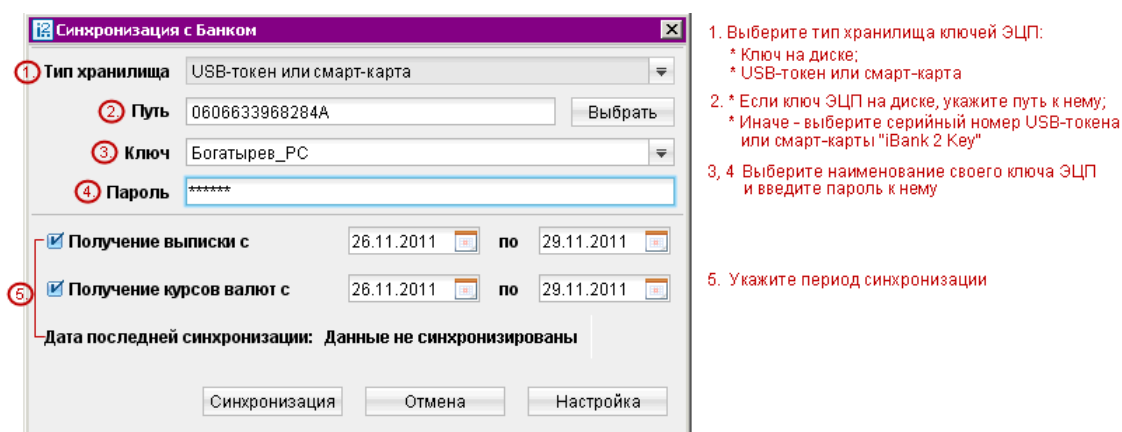 Синхронизация с Банком
1. Тип хранилища USB-токен или смарт-карта
2. Путь 0606633968284A Выбрать
3. Ключ Богатырев_РС
4. Пароль ******
5. Получение выписки с 26.11.2011 по 29.11.2011
Получение курсов валют с 26.11.2011 по 29.11.2011
Дата последней синхронизации: Данные не синхронизированы
Синхронизация Отмена Настройка
1. Выберите тип хранилища ключей ЭЦП:
* Ключ на диске;
* USB-токен или смарт-карта
2. * Если ключ ЭЦП на диске, укажите путь к нему;
* Иначе - выберите серийный номер USB-токена
или смарт-карты "iBank 2 Key"
3, 4 Выберите наименование своего ключа ЭЦП
и введите пароль к нему
5. Укажите период синхронизации